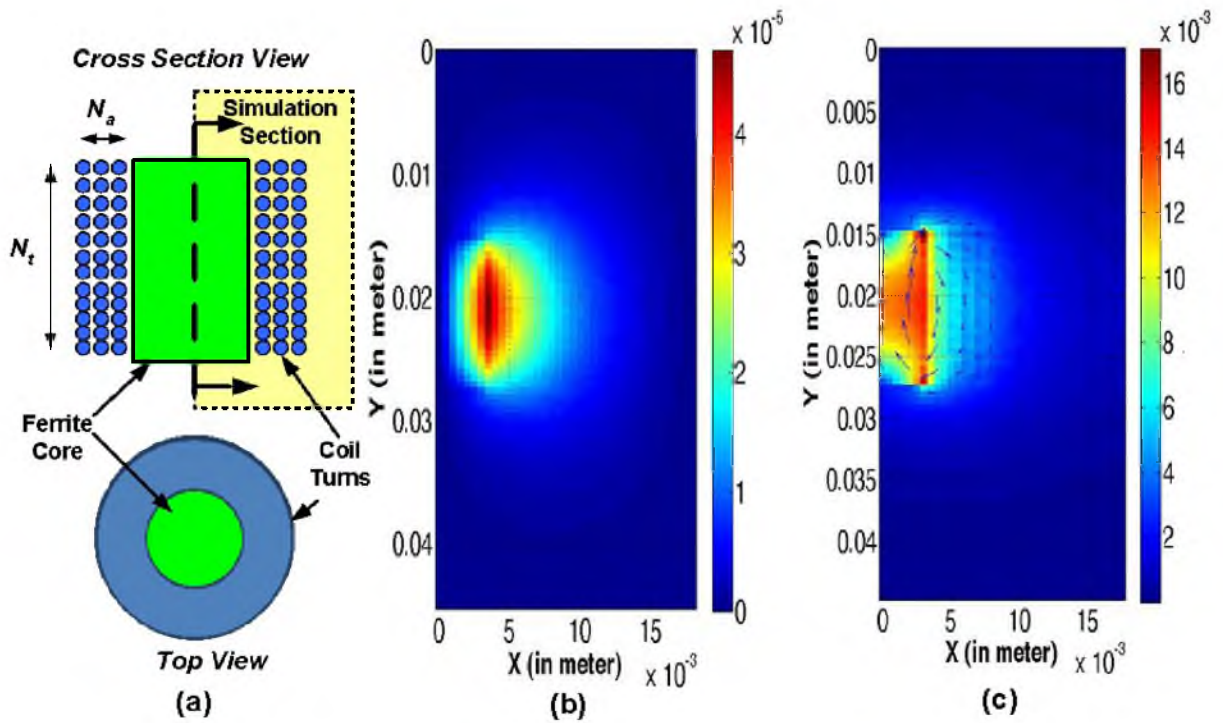 Cross Section View
N_a
Simulation
Section
N_t
Ferrite
Core
Coil
Turns
Top View
(a)
x 10^-5
0
0.01
0.02
0.03
0.04
Y (in meter)
0 5 10 15
X (in meter) x 10^-3
4
3
2
1
0
(b)
x 10^-3
0
0.005
0.01
0.015
0.02
0.025
0.03
0.035
0.04
Y (in meter)
0 5 10 15
X (in meter) x 10^-3
16
14
12
10
8
6
4
2
(c)